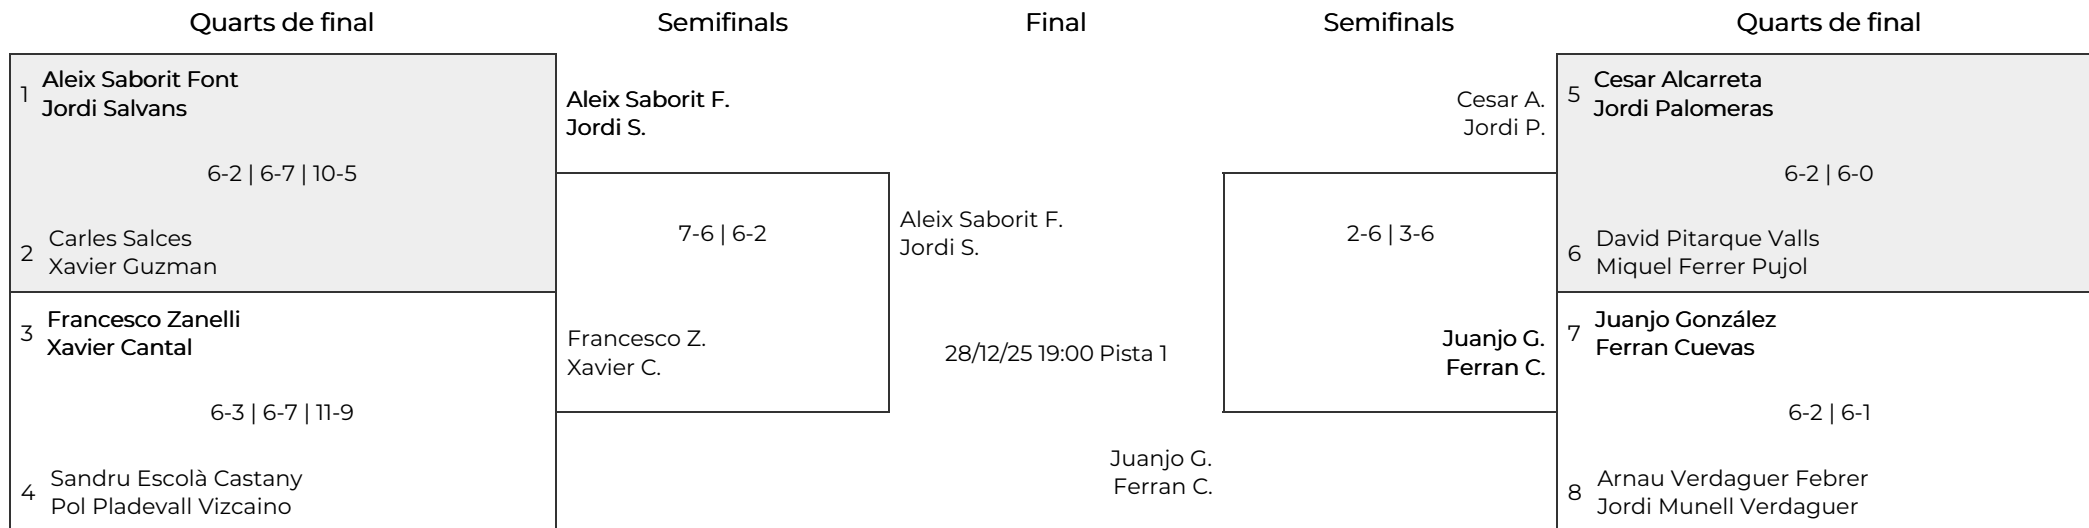 Quarts de final
Semifinals
Final
Semifinals
Quarts de final
1
Aleix Saborit Font
Jordi Salvans
6-2 | 6-7 | 10-5
2
Carles Salces
Xavier Guzman
3
Francesco Zanelli
Xavier Cantal
6-3 | 6-7 | 11-9
4
Sandru Escolà Castany
Pol Pladevall Vizcaino
Aleix Saborit F.
Jordi S.
7-6 | 6-2
Francesco Z.
Xavier C.
Aleix Saborit F.
Jordi S.
28/12/25 19:00 Pista 1
Juanjo G.
Ferran C.
Cesar A.
Jordi P.
2-6 | 3-6
Juanjo G.
Ferran C.
5
Cesar Alcarreta
Jordi Palomeras
6-2 | 6-0
6
David Pitarque Valls
Miquel Ferrer Pujol
7
Juanjo González
Ferran Cuevas
6-2 | 6-1
8
Arnau Verdaguer Febrer
Jordi Munell Verdaguer